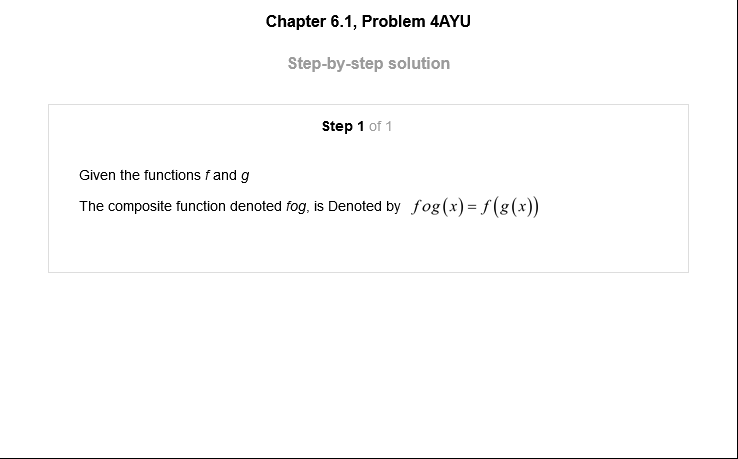 Chapter 6.1, Problem 4AYU
Step-by-step solution
Step 1 of 1
Given the functions f and g
The composite function denoted fog, is Denoted by fog(x)=f(g(x))